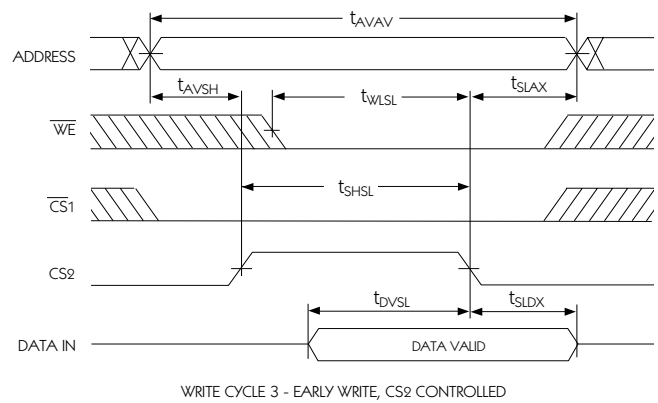 tAVAV
ADDRESS
tAVSH
tWLSL
tSLAX
WE
tSHSL
CS1
CS2
tDVSL
tSLDX
DATA IN
DATA VALID
WRITE CYCLE 3 - EARLY WRITE, CS2 CONTROLLED